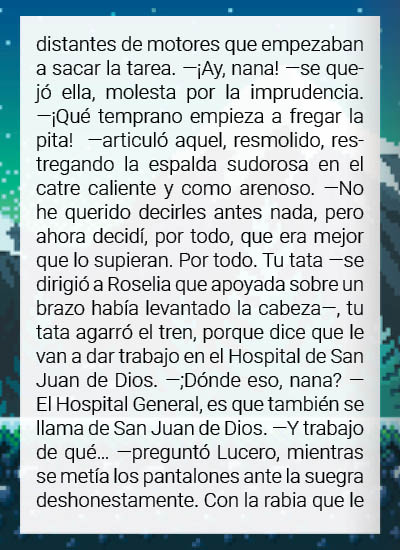 distantes de motores que empezaban
a sacar la tarea. —¡Ay, nana! —se que-
jó ella, molesta por la imprudencia.
—¡Qué temprano empieza a fregar la
pita! —articuló aquel, resmolido, res-
tregando la espalda sudorosa en el
catre caliente y como arenoso. —No
he querido decirles antes nada, pero
ahora decidí, por todo, que era mejor
que lo supieran. Por todo. Tu tata —se
dirigió a Roselia que apoyada sobre un
brazo había levantado la cabeza—, tu
tata agarró el tren, porque dice que le
van a dar trabajo en el Hospital de San
Juan de Dios. —;Dónde eso, nana? —
El Hospital General, es que también se
llama de San Juan de Dios. —Y trabajo
de qué... —preguntó Lucero, mientras
se metía los pantalones ante la suegra
deshonestamente. Con la rabia que le